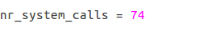 nr_system_calls = 74